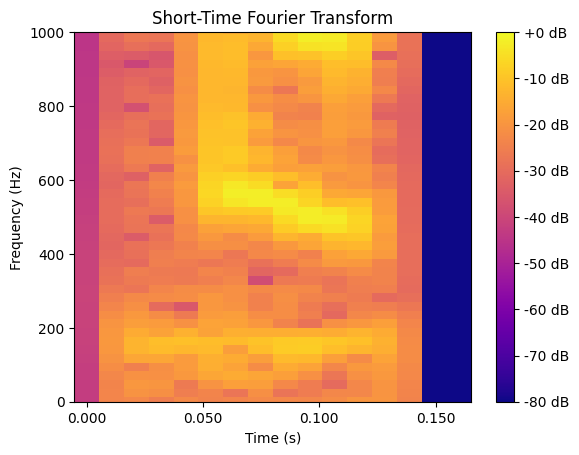 Short-Time Fourier Transform
1000
800
600
400
200
0
Frequency (Hz)
0.000
0.050
0.100
0.150
Time (s)
+0 dB
-10 dB
-20 dB
-30 dB
-40 dB
-50 dB
-60 dB
-70 dB
-80 dB